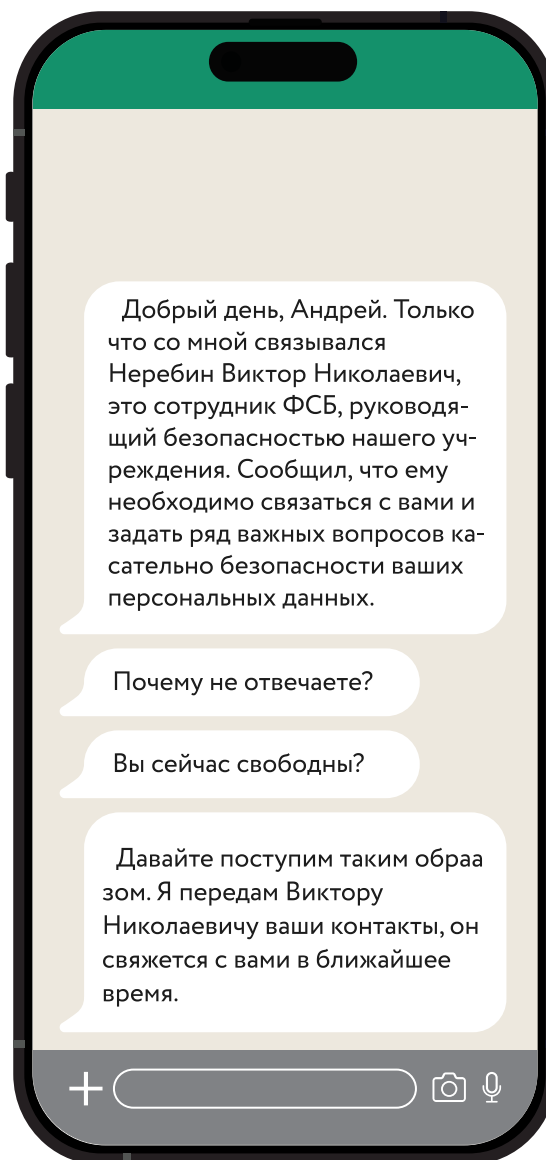 Добрый день, Андрей. Только
что со мной связывался
Неребин Виктор Николаевич,
это сотрудник ФСБ, руководя-
щий безопасностью нашего уч-
реждения. Сообщил, что ему
необходимо связаться с вами и
задать ряд важных вопросов ка-
сательно безопасности ваших
персональных данных.
Почему не отвечаете?
Вы сейчас свободны?
Давайте поступим таким обраа
зом. Я передам Виктору
Николаевичу ваши контакты, он
свяжется с вами в ближайшее
время.